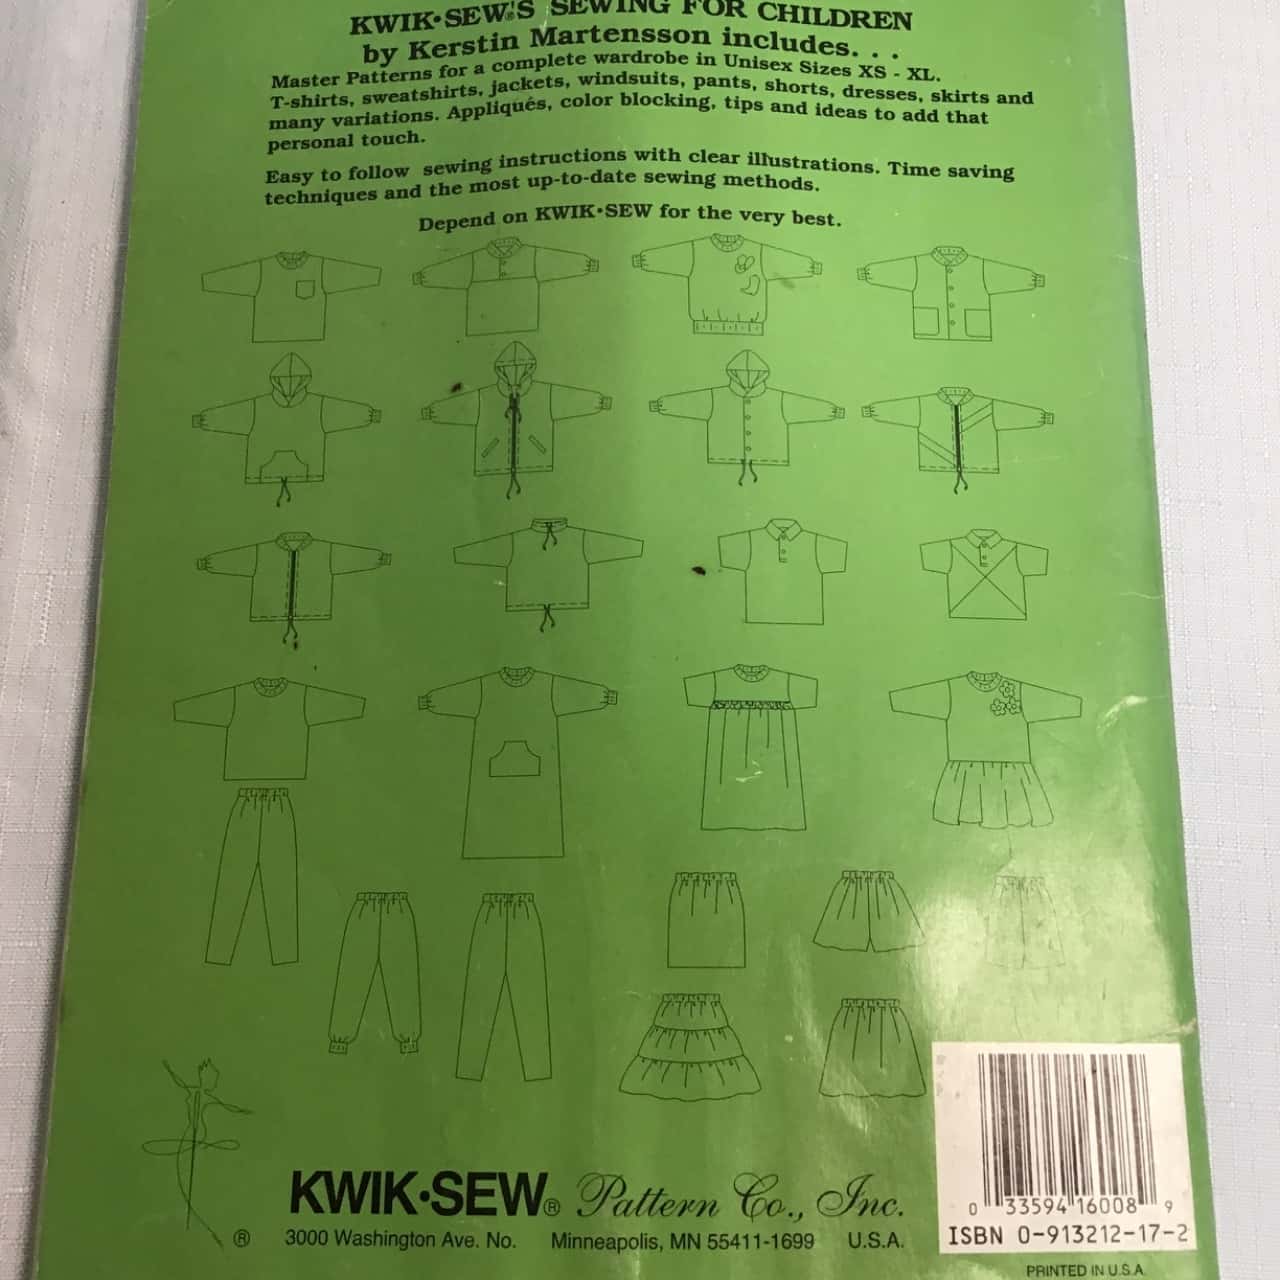 KWIK•SEW®'S SEWING FOR CHILDREN
by Kerstin Martensson includes. . .
Master Patterns for a complete wardrobe in Unisex Sizes XS - XL.
T-shirts, sweatshirts, jackets, windsuits, pants, shorts, dresses, skirts and
many variations. Appliqués, color blocking, tips and ideas to add that
personal touch.
Easy to follow sewing instructions with clear illustrations. Time saving
techniques and the most up-to-date sewing methods.
Depend on KWIK•SEW for the very best.
KWIK•SEW® Pattern Co., Inc.
®
3000 Washington Ave. No. Minneapolis, MN 55411-1699 U.S.A.
0 33594 16008 9
ISBN 0-913212-17-2
PRINTED IN U.S.A.